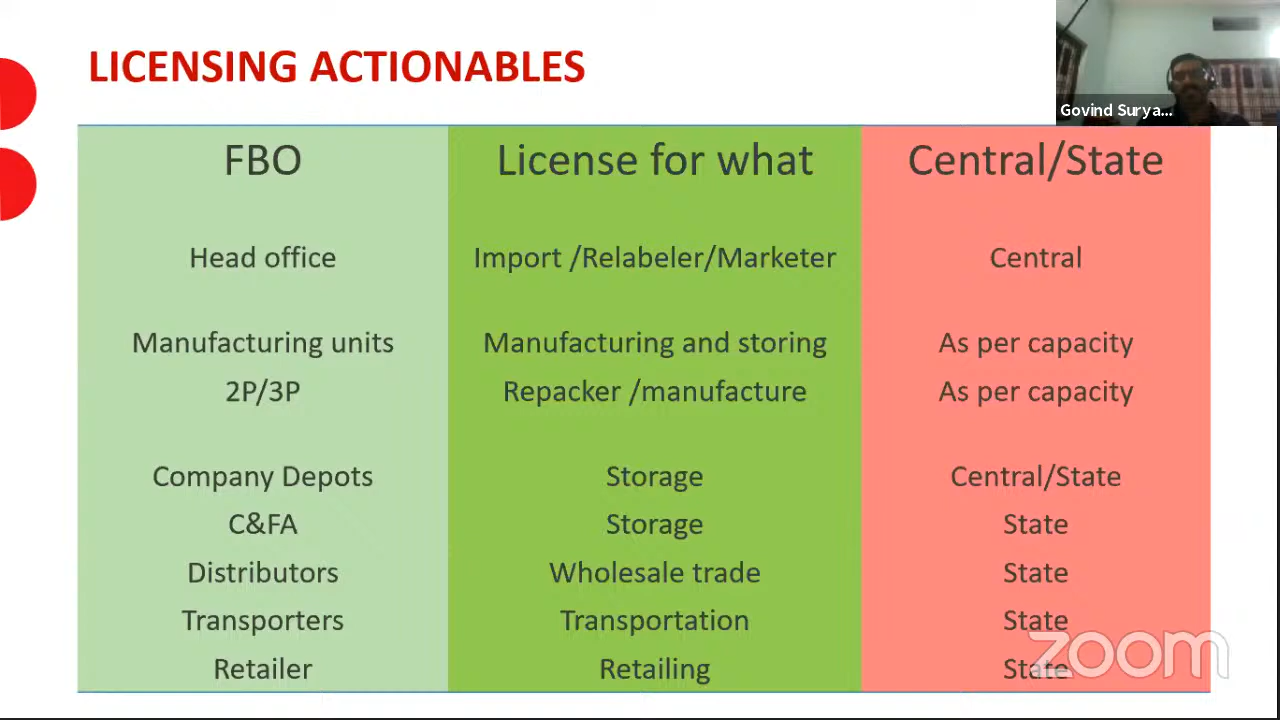 LICENSING ACTIONABLES
Govind Surya...
FBO License for what Central/State
Head office Import /Relabeler/Marketer Central
Manufacturing units Manufacturing and storing As per capacity
2P/3P Repacker /manufacture As per capacity
Company Depots Storage Central/State
C&FA Storage State
Distributors Wholesale trade State
Transporters Transportation State
Retailer Retailing State
zoom